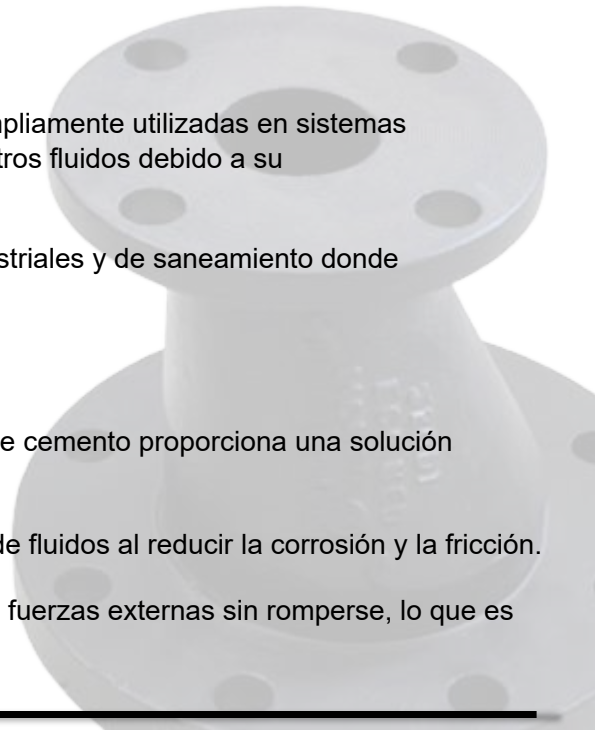 mpliamente utilizadas en sistemas
tros fluidos debido a su
striales y de saneamiento donde
e cemento proporciona una solución
de fluidos al reducir la corrosión y la fricción.
fuerzas externas sin romperse, lo que es